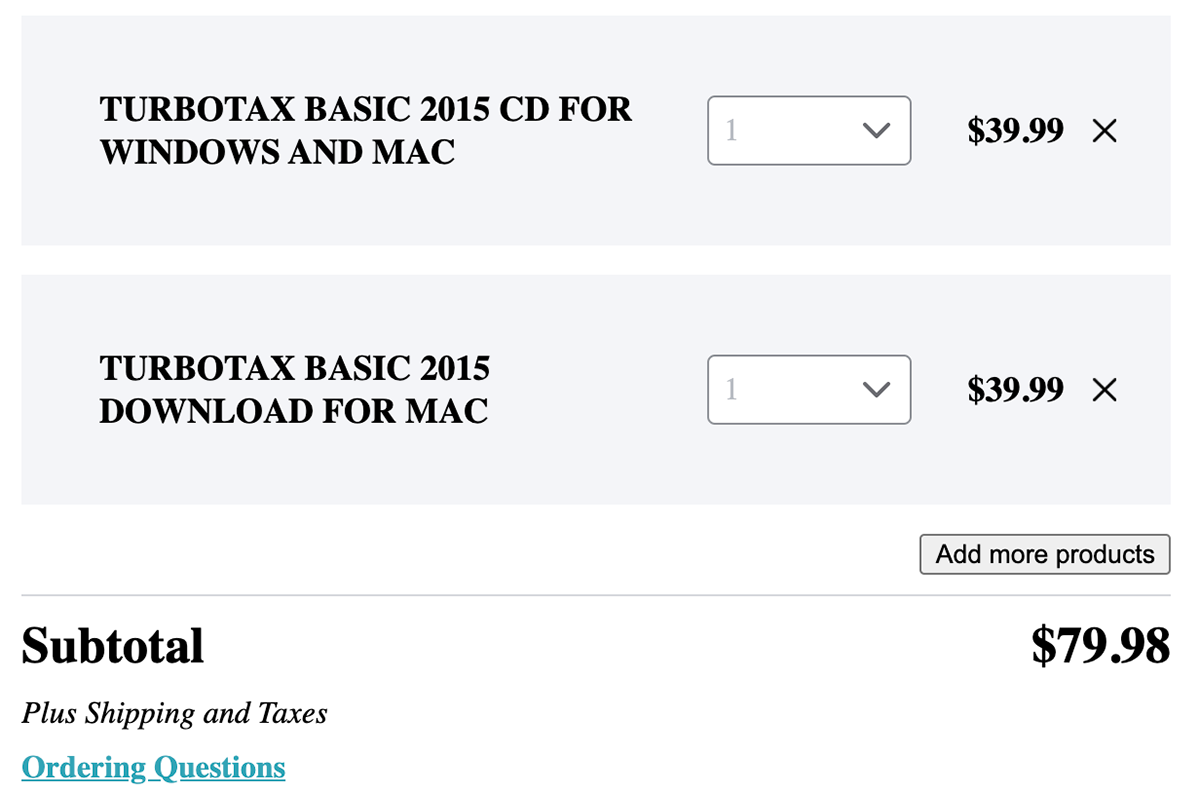 TURBOTAX BASIC 2015 CD FOR
WINDOWS AND MAC
1
$39.99
TURBOTAX BASIC 2015
DOWNLOAD FOR MAC
1
$39.99
Add more products
Subtotal
$79.98
Plus Shipping and Taxes
Ordering Questions